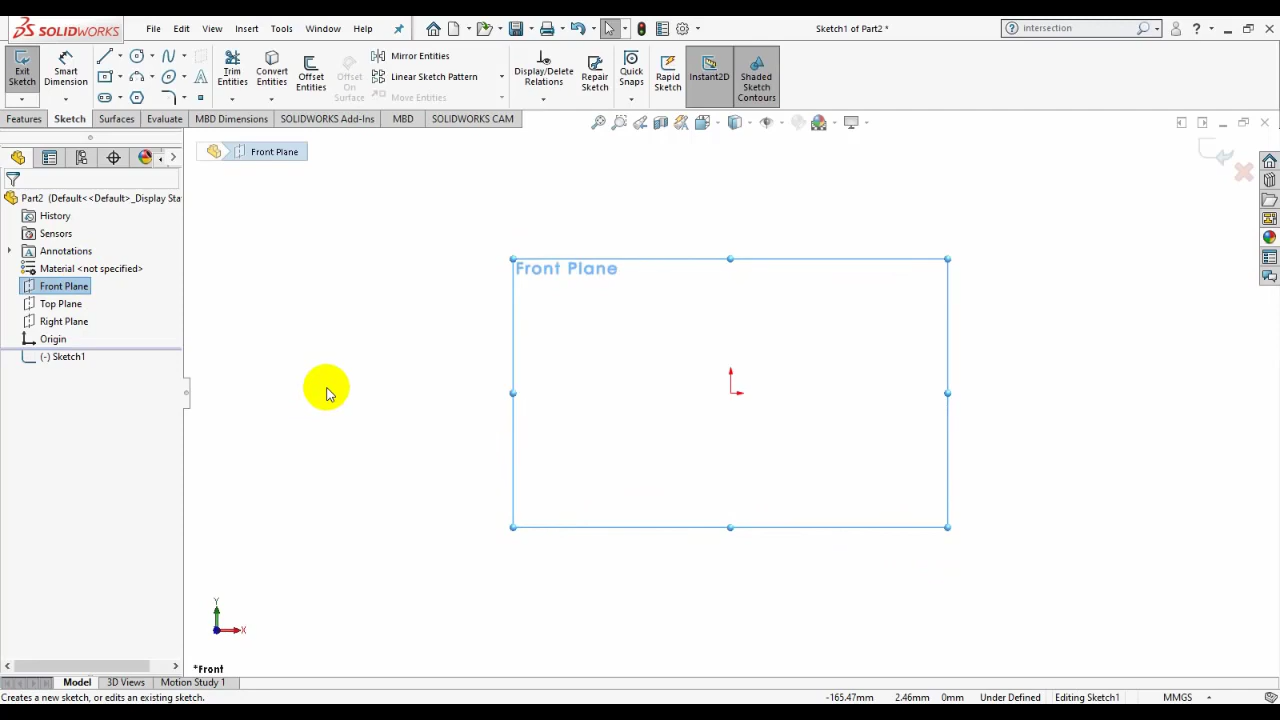 SOLIDWORKS File Edit View Insert Tools Window Help Sketch1 of Part2 * intersection
Exit Sketch
Smart Dimension
Trim Entities
Convert Entities
Offset Entities
Offset On Surface
Mirror Entities
Linear Sketch Pattern
Move Entities
Display/Delete Relations
Repair Sketch
Quick Snaps
Rapid Sketch
Instant2D
Shaded Sketch Contours
Features Sketch Surfaces Evaluate MBD Dimensions SOLIDWORKS Add-Ins MBD SOLIDWORKS CAM
Front Plane
Part2 (Default<<Default>_Display Sta
History
Sensors
Annotations
Material <not specified>
Front Plane
Top Plane
Right Plane
Origin
(-) Sketch1
Front Plane
Y
X
*Front
Model 3D Views Motion Study 1
Creates a new sketch, or edits an existing sketch. -165.47mm 2.46mm 0mm Under Defined Editing Sketch1 MMGS